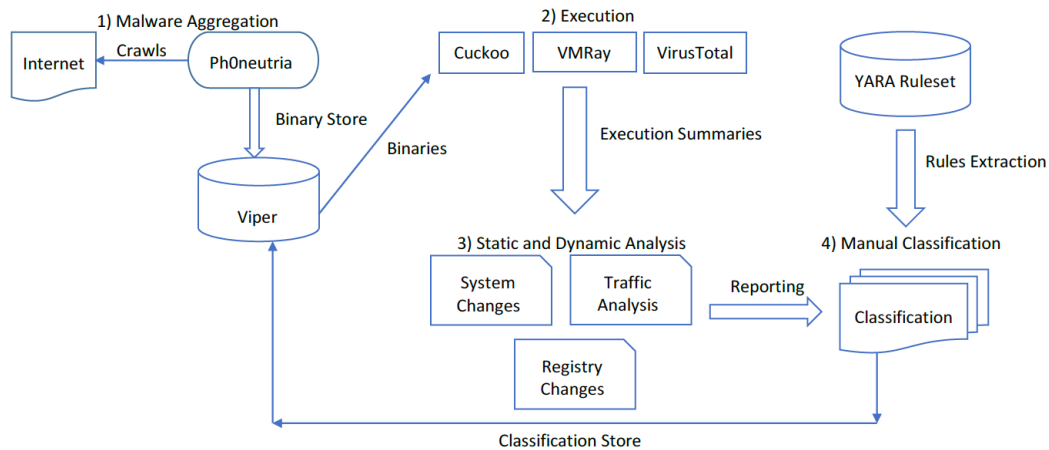 1) Malware Aggregation
Internet
Crawls
Ph0neutria
Binary Store
Viper
Binaries
2) Execution
Cuckoo
VMRay
VirusTotal
Execution Summaries
YARA Ruleset
Rules Extraction
3) Static and Dynamic Analysis
System
Changes
Traffic
Analysis
Registry
Changes
Reporting
4) Manual Classification
Classification
Classification Store